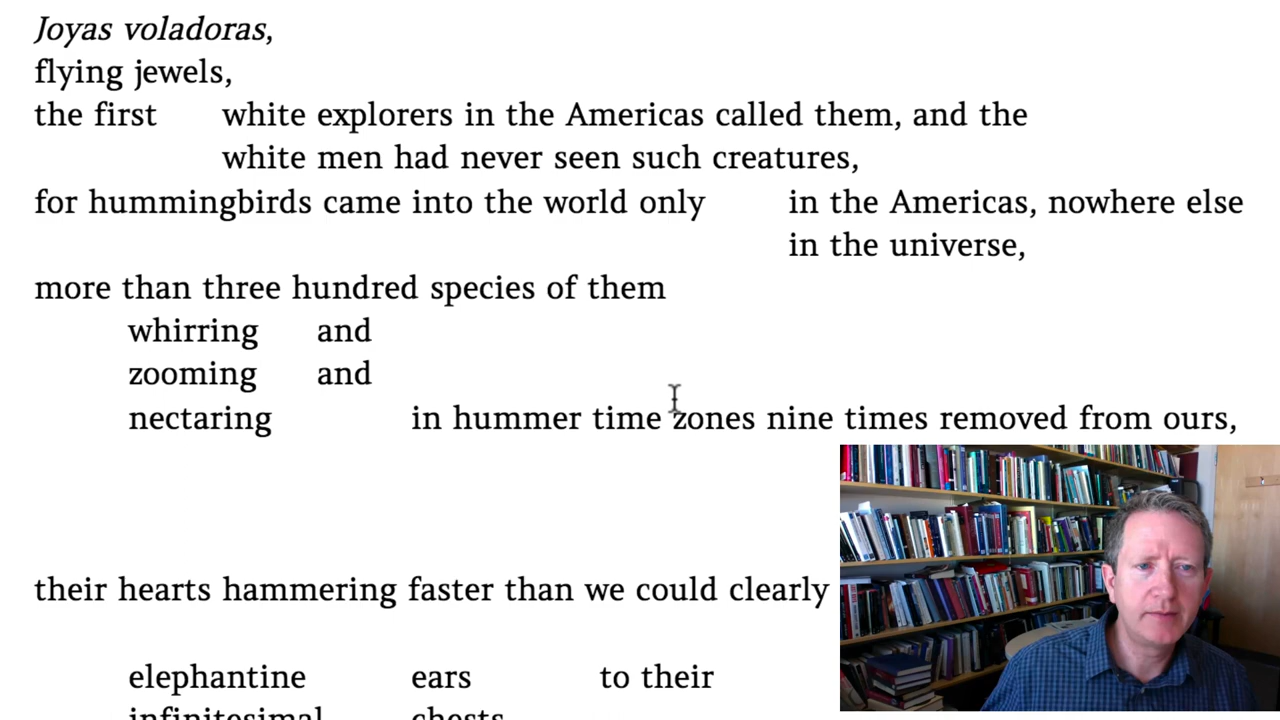 Joyas voladoras,
flying jewels,
the first white explorers in the Americas called them, and the
white men had never seen such creatures,
for hummingbirds came into the world only in the Americas, nowhere else
in the universe,
more than three hundred species of them
whirring and
zooming and
nectaring in hummer time zones nine times removed from ours,
their hearts hammering faster than we could clearly
elephantine ears to their
infinitesimal chests